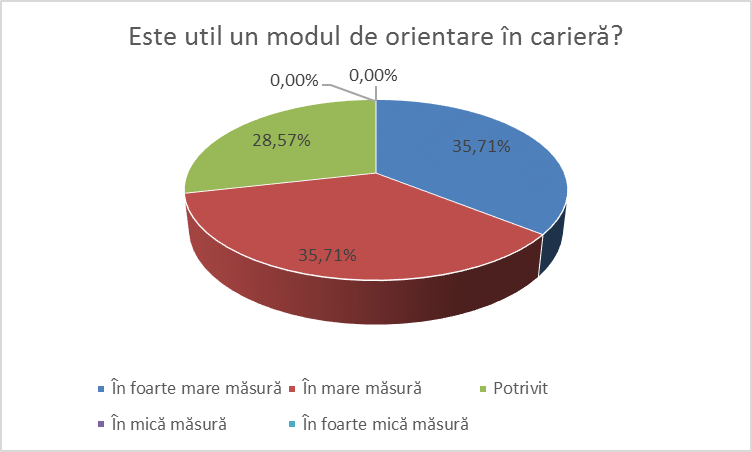 Este util un modul de orientare în carieră?
0,00%
0,00%
28,57%
35,71%
35,71%
În foarte mare măsură
În mare măsură
Potrivit
În mică măsură
În foarte mică măsură